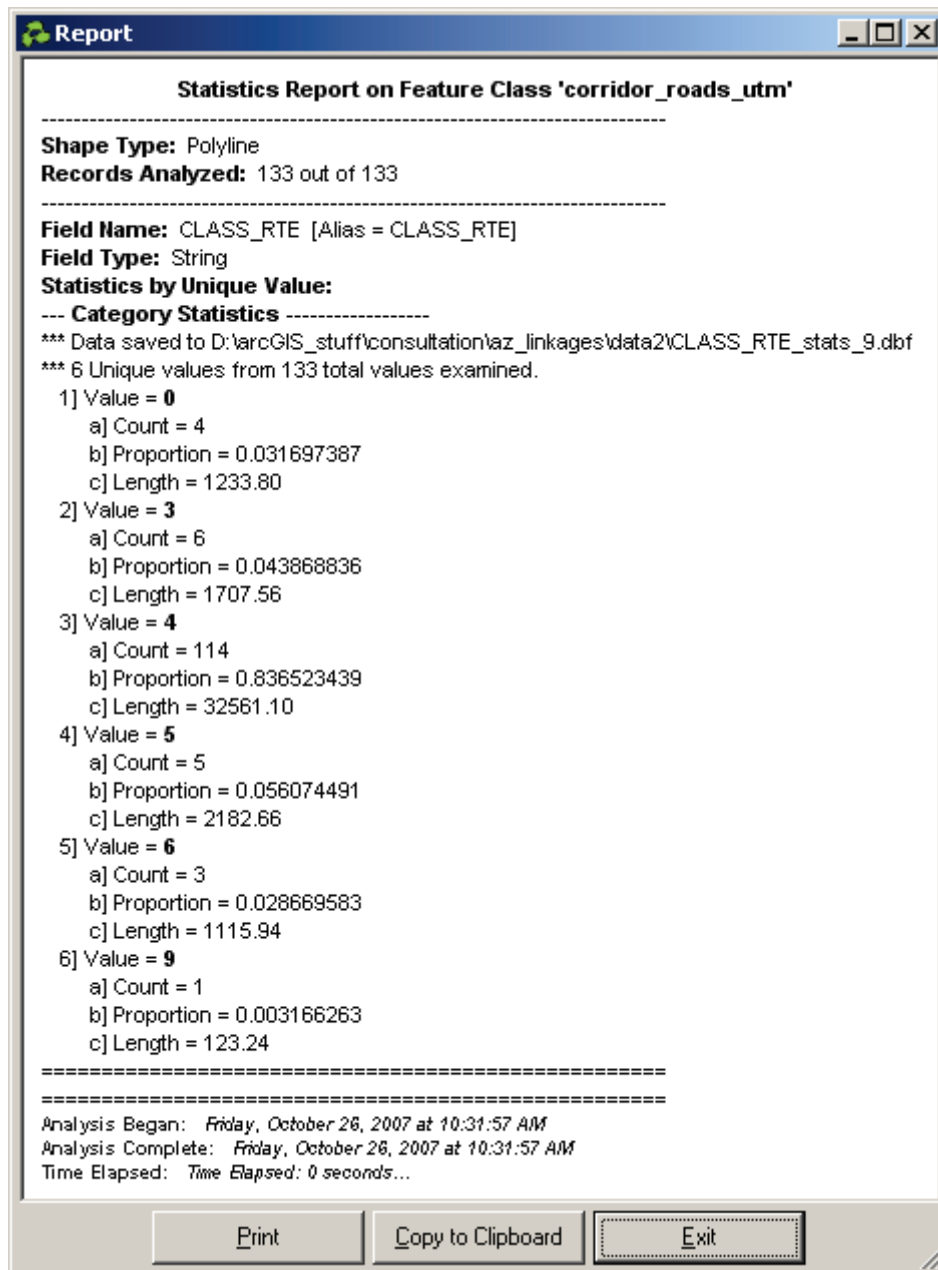 Report
Statistics Report on Feature Class 'corridor_roads_utm'
------------------------------------------------------------------------------
Shape Type: Polyline
Records Analyzed: 133 out of 133
------------------------------------------------------------------------------
Field Name: CLASS_RTE [Alias = CLASS_RTE]
Field Type: String
Statistics by Unique Value:
--- Category Statistics ------------------
*** Data saved to D:\arcGIS_stuff\consultation\az_linkages\data2\CLASS_RTE_stats_9.dbf
*** 6 Unique values from 133 total values examined.
1] Value = 0
a] Count = 4
b] Proportion = 0.031697387
c] Length = 1233.80
2] Value = 3
a] Count = 6
b] Proportion = 0.043868836
c] Length = 1707.56
3] Value = 4
a] Count = 114
b] Proportion = 0.836523439
c] Length = 32561.10
4] Value = 5
a] Count = 5
b] Proportion = 0.056074491
c] Length = 2182.66
5] Value = 6
a] Count = 3
b] Proportion = 0.028669583
c] Length = 1115.94
6] Value = 9
a] Count = 1
b] Proportion = 0.003166263
c] Length = 123.24
====================================================
====================================================
Analysis Began: Friday, October 26, 2007 at 10:31:57 AM
Analysis Complete: Friday, October 26, 2007 at 10:31:57 AM
Time Elapsed: Time Elapsed: 0 seconds...
Print Copy to Clipboard Exit